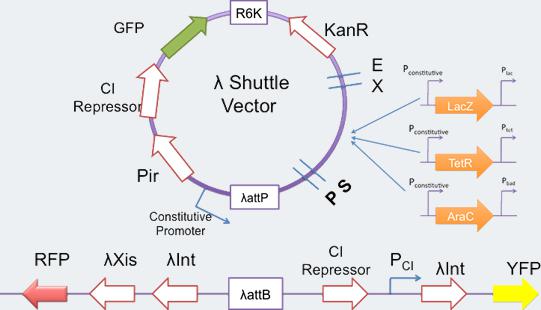 R6K
GFP
KanR
E
X
CI
Repressor
λ Shuttle
Vector
Pconstitutive
Plac
LacZ
Pconstitutive
Ptet
TetR
Pconstitutive
Pbad
AraC
Pir
P S
λattP
Constitutive
Promoter
RFP
λXis
λInt
λattB
CI
Repressor
PCI
λInt
YFP